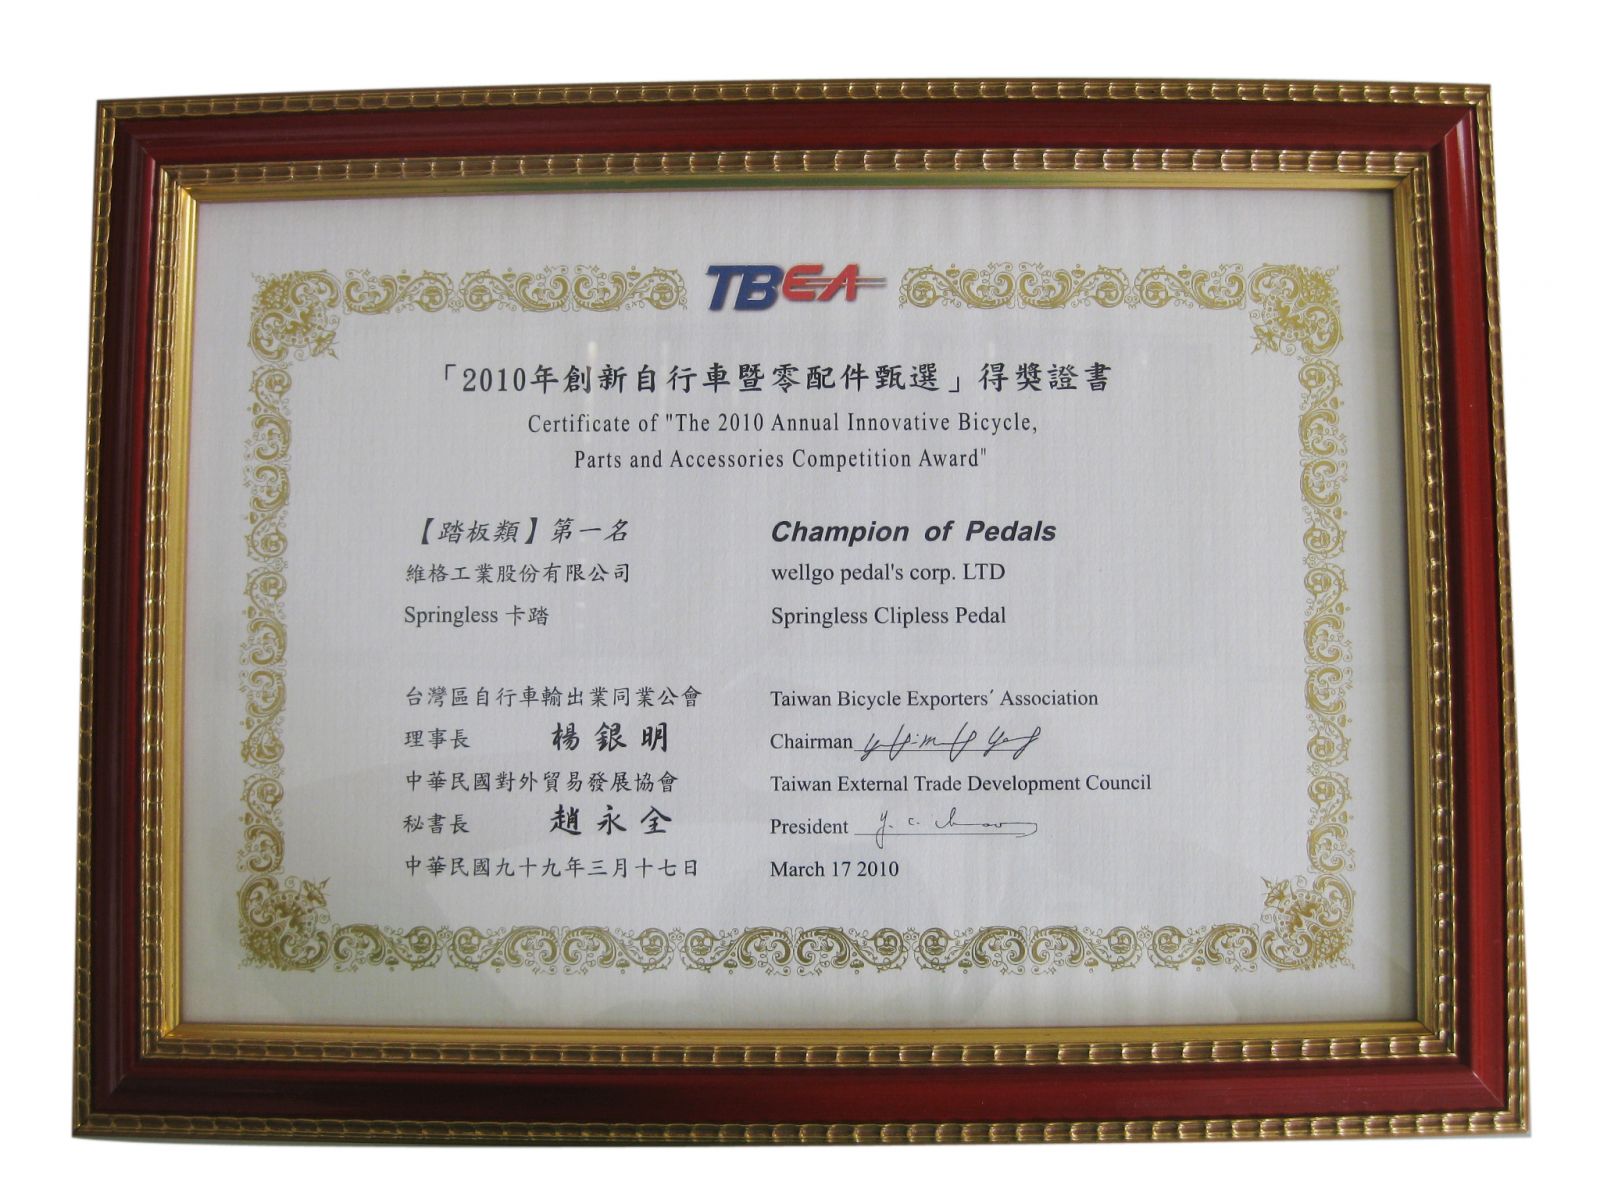 TBEA
「2010年創新自行車暨零配件甄選」得獎證書
Certificate of "The 2010 Annual Innovative Bicycle,
Parts and Accessories Competition Award"
【踏板類】第一名
維格工業股份有限公司
Springless 卡踏
Champion of Pedals
wellgo pedal's corp. LTD
Springless Clipless Pedal
台灣區自行車輸出業同業公會
理事長 楊銀明
中華民國對外貿易發展協會
秘書長 趙永全
中華民國九十九年三月十七日
Taiwan Bicycle Exporters´ Association
Chairman
Taiwan External Trade Development Council
President
March 17 2010